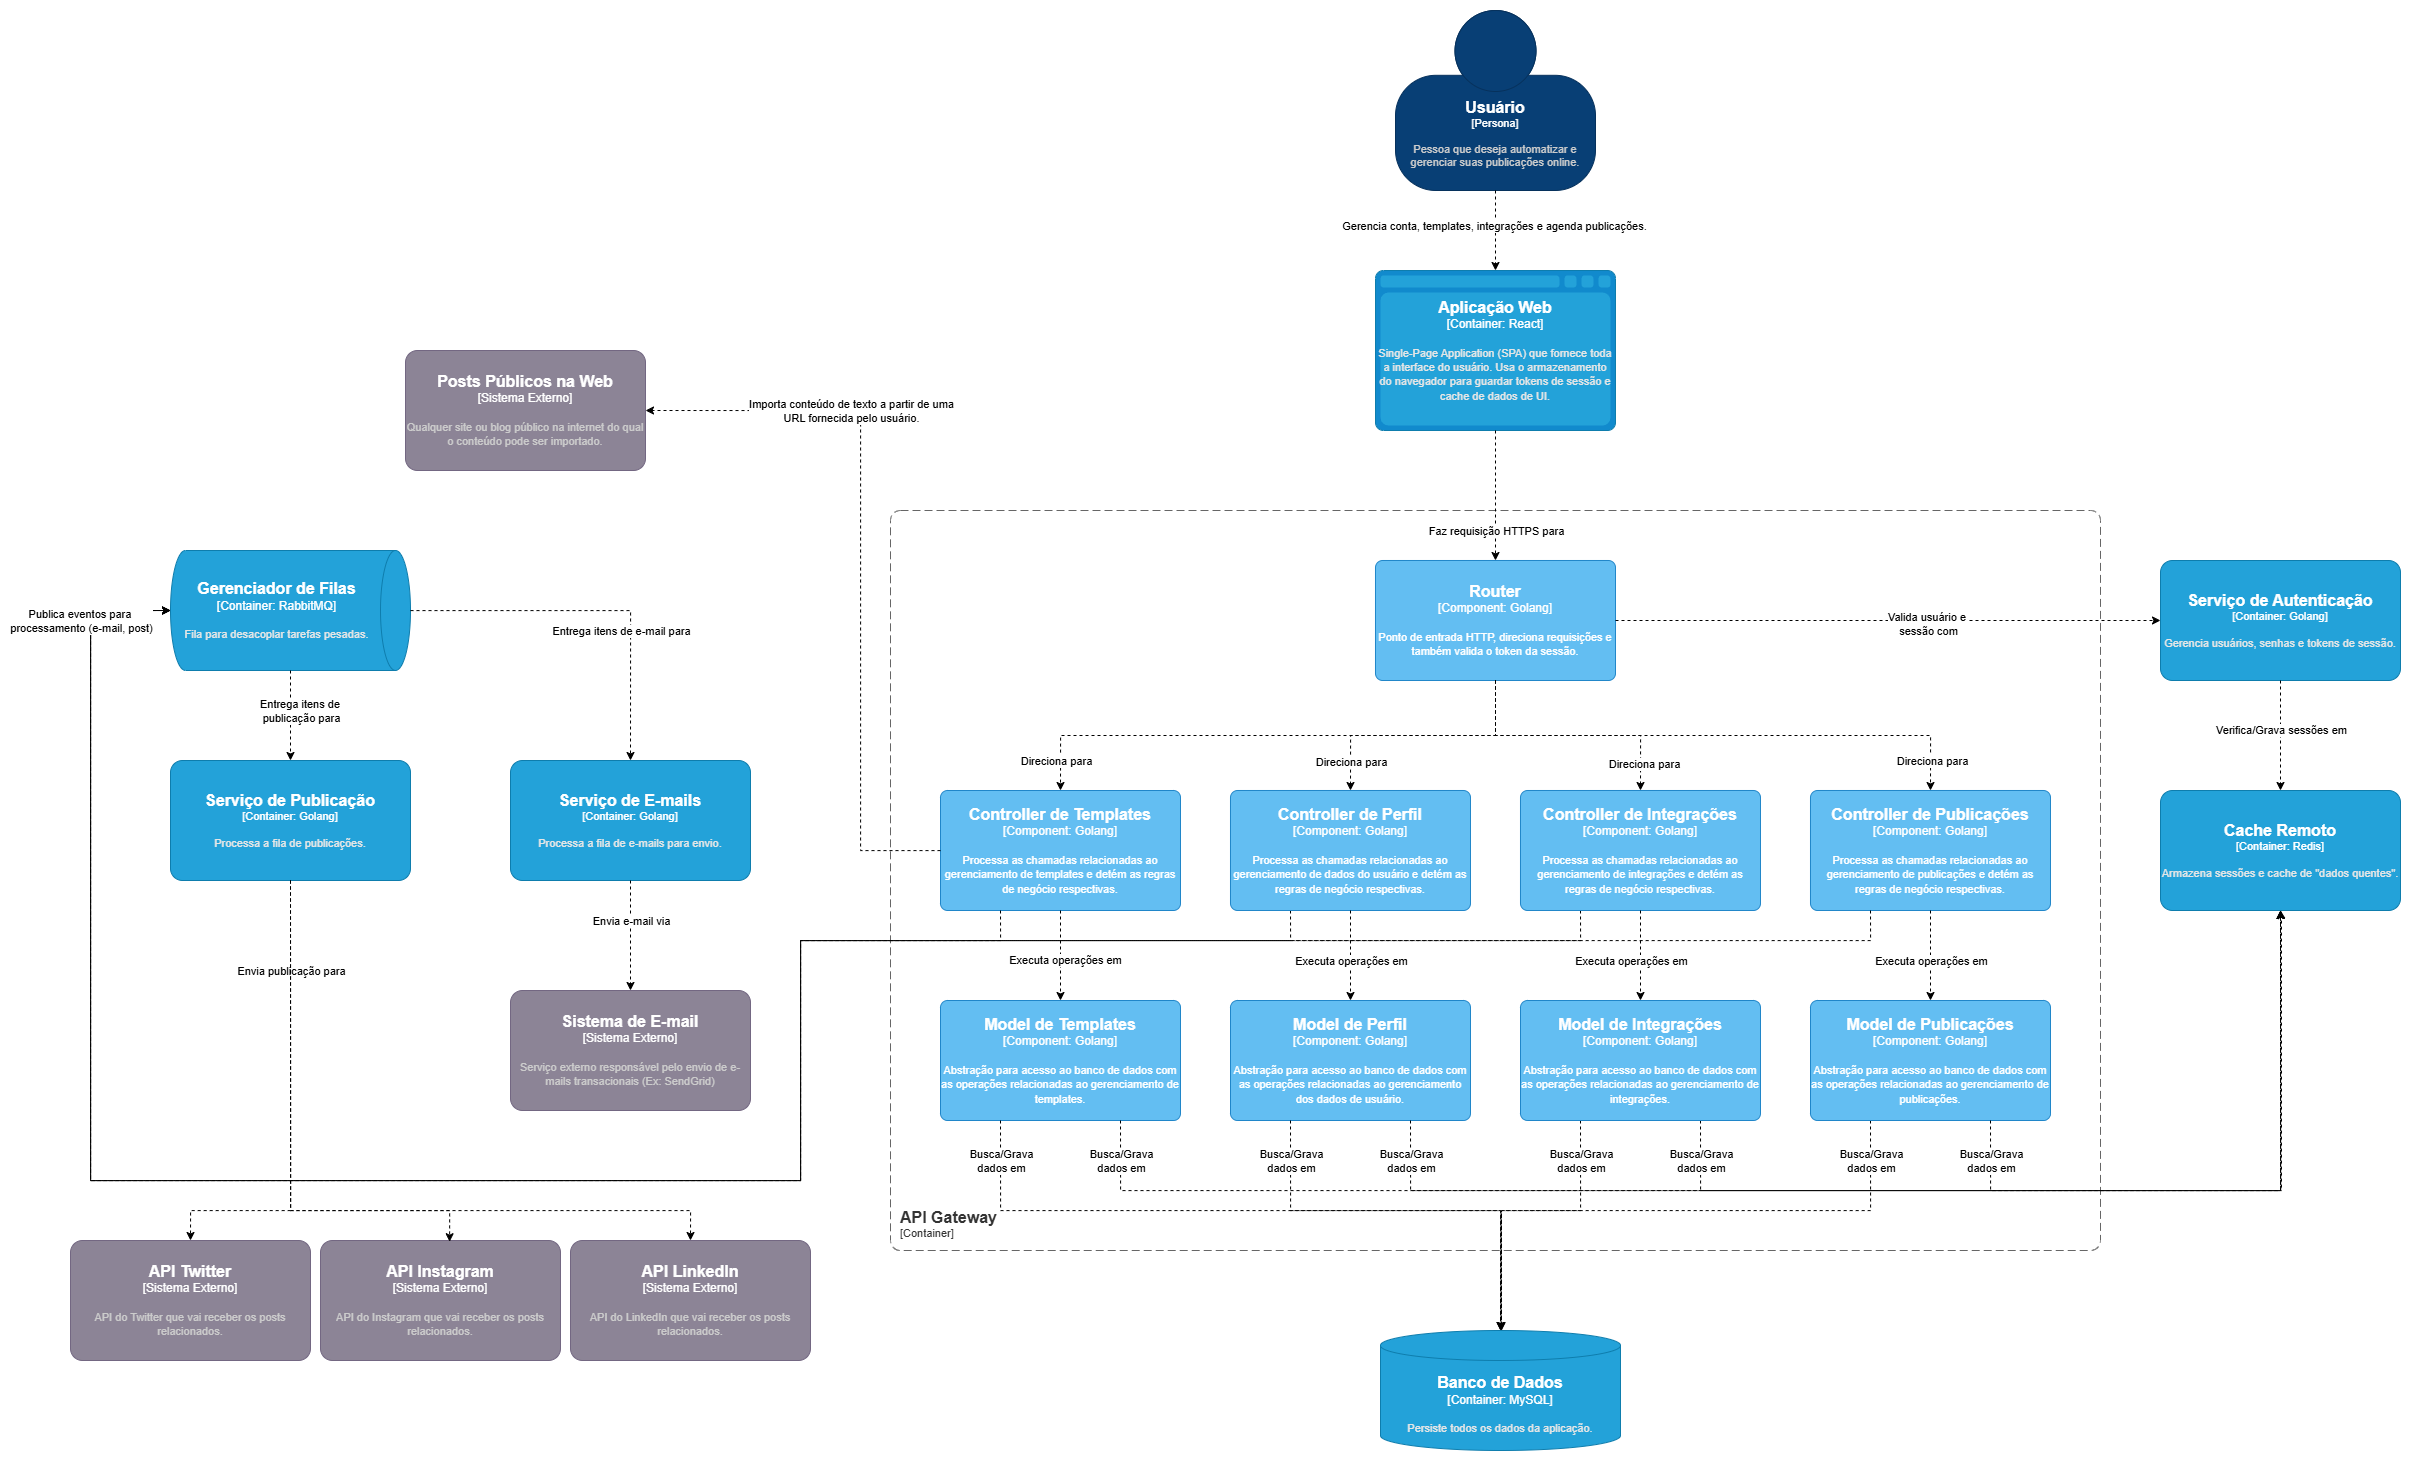 Usuário
[Persona]
Pessoa que deseja automatizar e
gerenciar suas publicações online.
Gerencia conta, templates, integrações e agenda publicações.
Aplicação Web
[Container: React]
Single-Page Application (SPA) que fornece toda
a interface do usuário. Usa o armazenamento
do navegador para guardar tokens de sessão e
cache de dados de UI.
Posts Públicos na Web
[Sistema Externo]
Qualquer site ou blog público na internet do qual
o conteúdo pode ser importado.
Importa conteúdo de texto a partir de uma
URL fornecida pelo usuário.
Faz requisição HTTPS para
Gerenciador de Filas
[Container: RabbitMQ]
Fila para desacoplar tarefas pesadas.
Publica eventos para
processamento (e-mail, post)
Entrega itens de e-mail para
Entrega itens de
publicação para
Router
[Component: Golang]
Ponto de entrada HTTP, direciona requisições e
também valida o token da sessão.
Valida usuário e
sessão com
Serviço de Autenticação
[Container: Golang]
Gerencia usuários, senhas e tokens de sessão.
Verifica/Grava sessões em
Direciona para
Direciona para
Direciona para
Direciona para
Serviço de Publicação
[Container: Golang]
Processa a fila de publicações.
Serviço de E-mails
[Container: Golang]
Processa a fila de e-mails para envio.
Controller de Templates
[Component: Golang]
Processa as chamadas relacionadas ao
gerenciamento de templates e detém as regras
de negócio respectivas.
Controller de Perfil
[Component: Golang]
Processa as chamadas relacionadas ao
gerenciamento de dados do usuário e detém as
regras de negócio respectivas.
Controller de Integrações
[Component: Golang]
Processa as chamadas relacionadas ao
gerenciamento de integrações e detém as
regras de negócio respectivas.
Controller de Publicações
[Component: Golang]
Processa as chamadas relacionadas ao
gerenciamento de publicações e detém as
regras de negócio respectivas.
Cache Remoto
[Container: Redis]
Armazena sessões e cache de "dados quentes".
Envia e-mail via
Envia publicação para
Executa operações em
Executa operações em
Executa operações em
Executa operações em
Sistema de E-mail
[Sistema Externo]
Serviço externo responsável pelo envio de e-
mails transacionais (Ex: SendGrid)
Model de Templates
[Component: Golang]
Abstração para acesso ao banco de dados com
as operações relacionadas ao gerenciamento de
templates.
Model de Perfil
[Component: Golang]
Abstração para acesso ao banco de dados com
as operações relacionadas ao gerenciamento
dos dados de usuário.
Model de Integrações
[Component: Golang]
Abstração para acesso ao banco de dados com
as operações relacionadas ao gerenciamento de
integrações.
Model de Publicações
[Component: Golang]
Abstração para acesso ao banco de dados com
as operações relacionadas ao gerenciamento de
publicações.
Busca/Grava
dados em
Busca/Grava
dados em
Busca/Grava
dados em
Busca/Grava
dados em
Busca/Grava
dados em
Busca/Grava
dados em
Busca/Grava
dados em
Busca/Grava
dados em
API Gateway
[Container]
API Twitter
[Sistema Externo]
API do Twitter que vai receber os posts
relacionados.
API Instagram
[Sistema Externo]
API do Instagram que vai receber os posts
relacionados.
API LinkedIn
[Sistema Externo]
API do LinkedIn que vai receber os posts
relacionados.
Banco de Dados
[Container: MySQL]
Persiste todos os dados da aplicação.